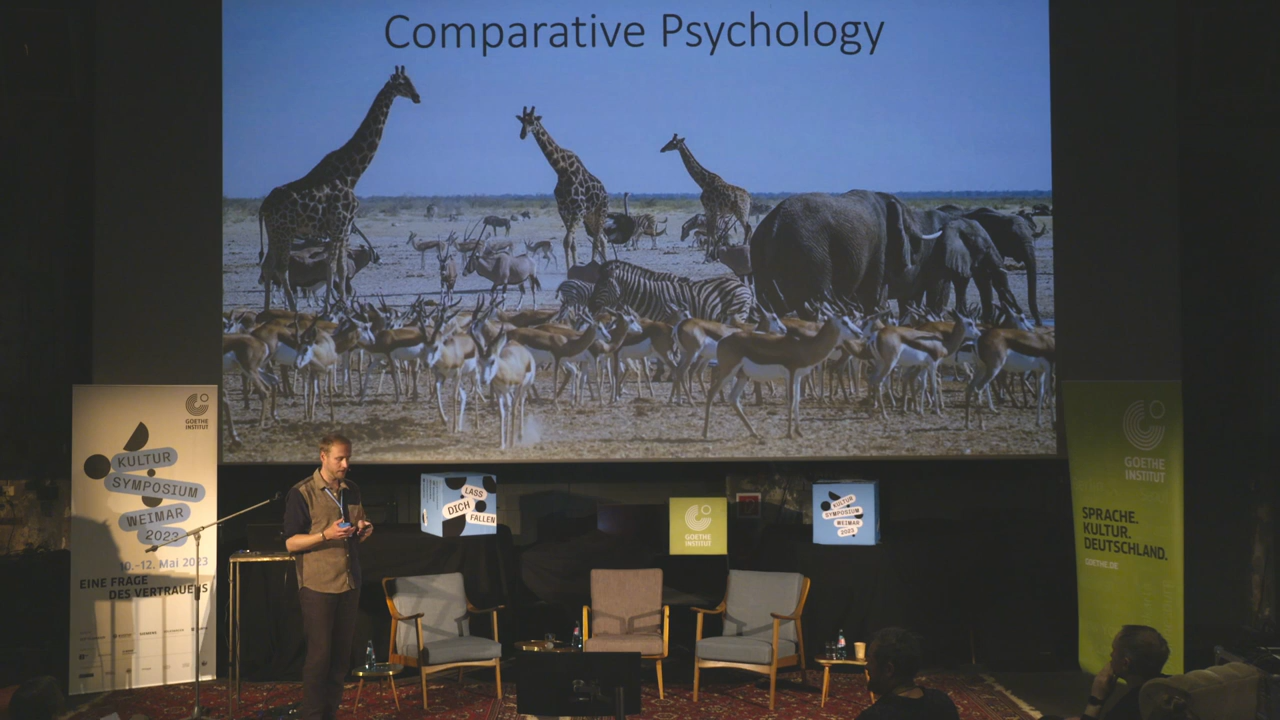 Comparative Psychology
GOETHE
INSTITUT
KULTUR
SYMPOSIUM
WEIMAR
2023
10.-12. Mai 2023
EINE FRAGE
DES VERTRAUENS
LASS
DICH
FALLEN
GOETHE
INSTITUT
KULTUR
SYMPOSIUM
WEIMAR
2023
GOETHE
INSTITUT
SPRACHE.
KULTUR.
DEUTSCHLAND.
GOETHE.DE